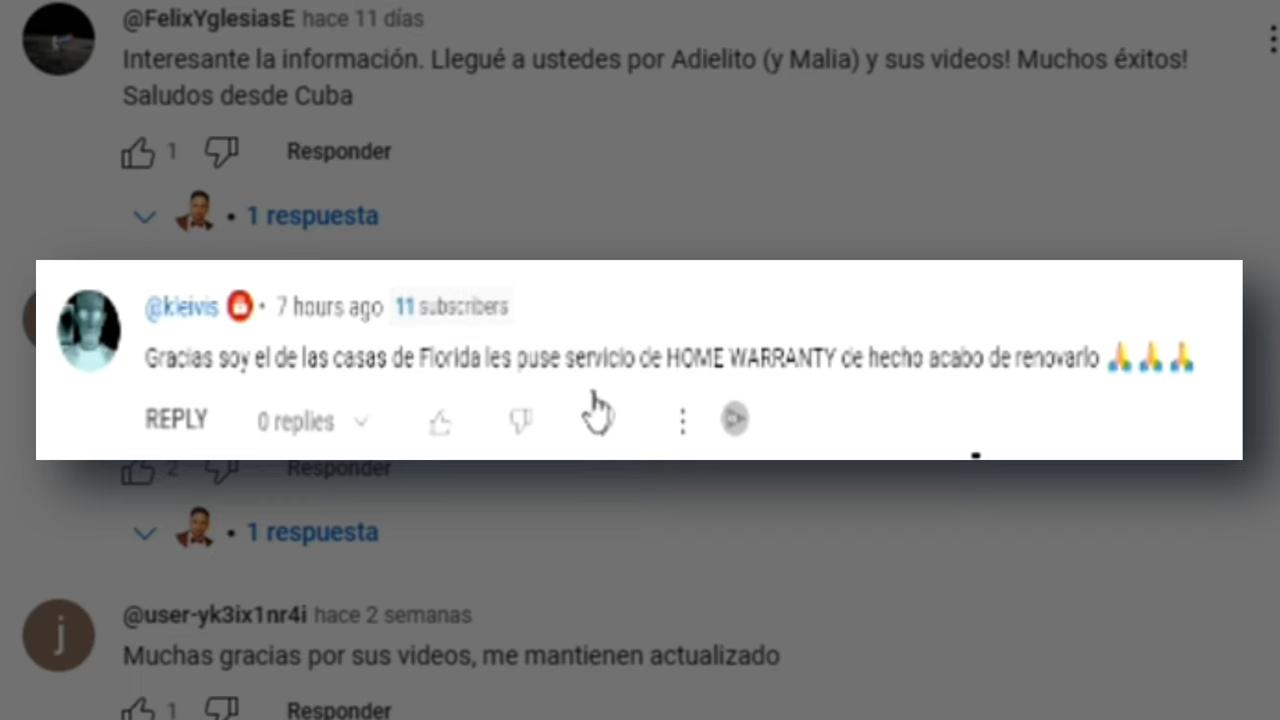 @FelixYglesiasE hace 11 días
Interesante la información. Llegué a ustedes por Adielito (y Malia) y sus videos! Muchos éxitos!
Saludos desde Cuba
1 Responder
• 1 respuesta
@kleivis • 7 hours ago 11 subscribers
Gracias soy el de las casas de Florida les puse servicio de HOME WARRANTY de hecho acabo de renovarlo 🙏🙏🙏
REPLY 0 replies
2 Responder
• 1 respuesta
j
@user-yk3ix1nr4i hace 2 semanas
Muchas gracias por sus videos, me mantienen actualizado
1 Responder